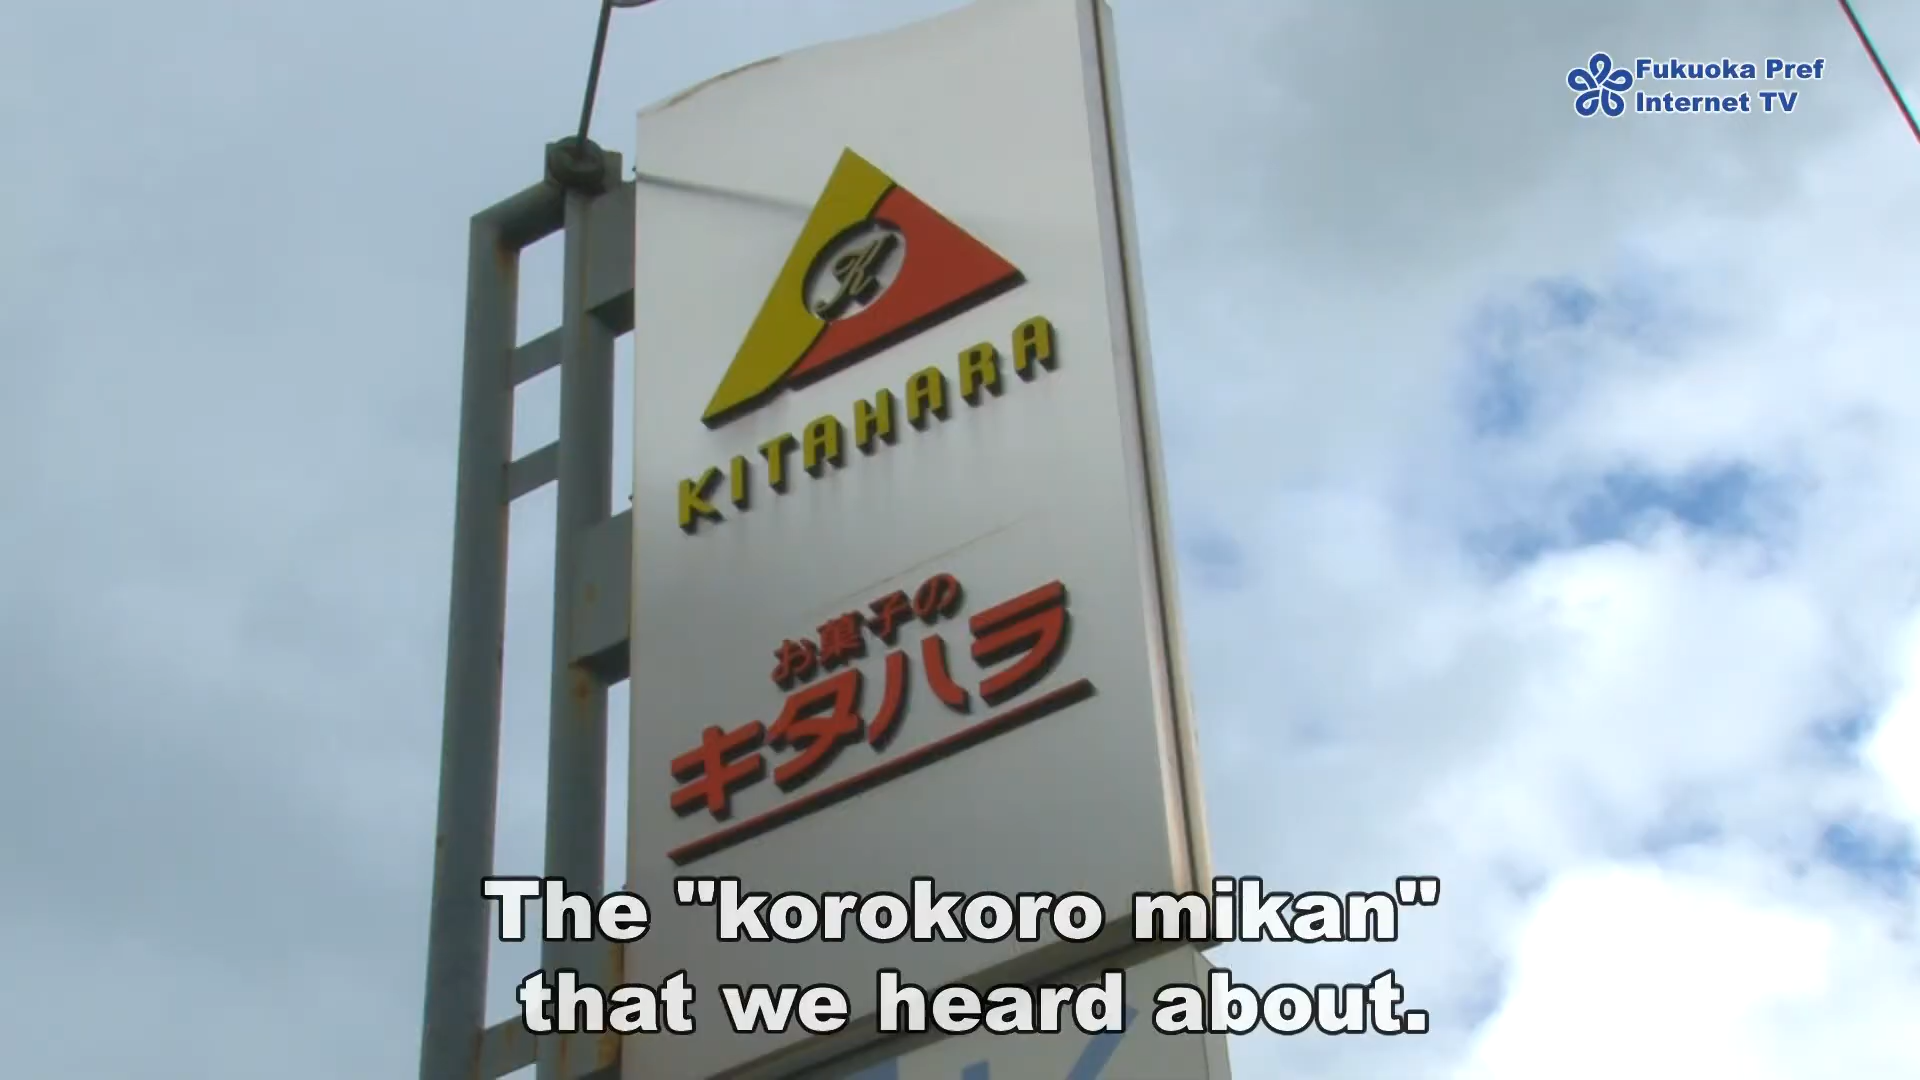 Fukuoka Pref
Internet TV
K
KITAHARA
お菓子の
キタハラ
The "korokoro mikan"
that we heard about.